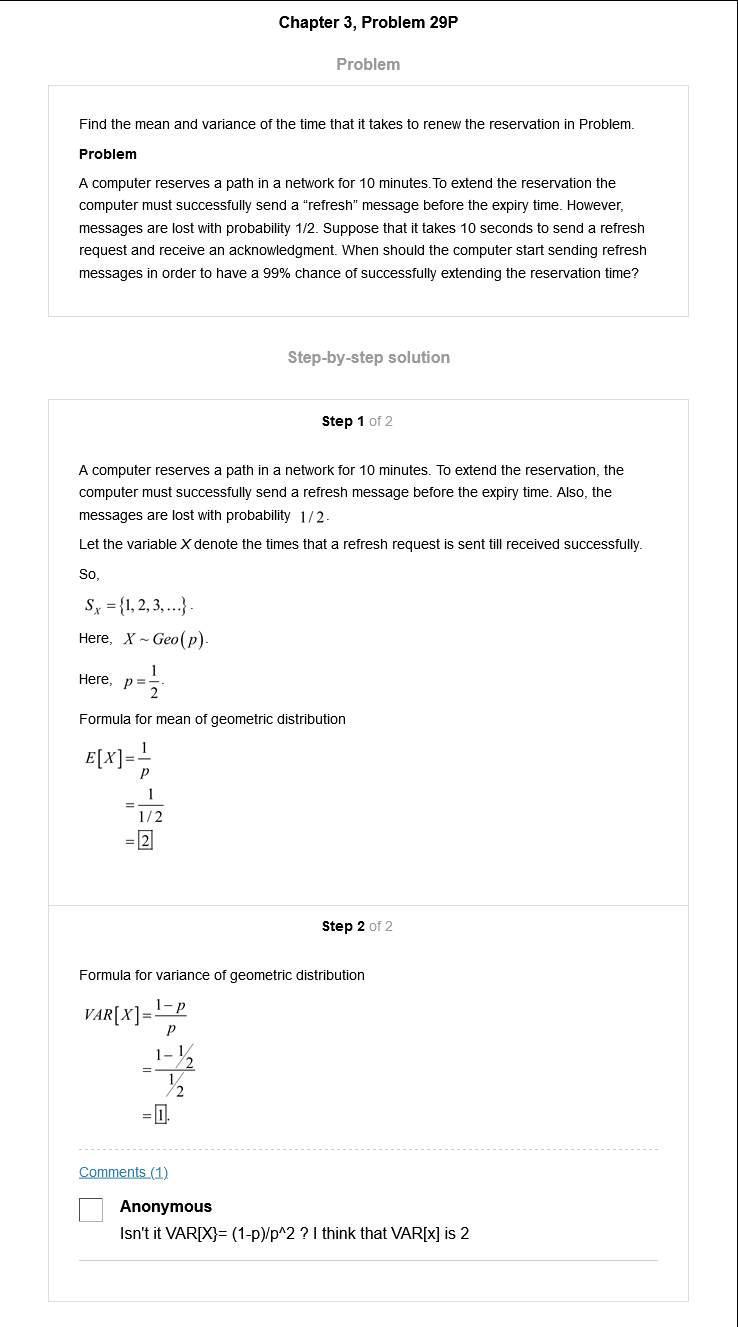 Chapter 3, Problem 29P
Problem
Find the mean and variance of the time that it takes to renew the reservation in Problem.
Problem
A computer reserves a path in a network for 10 minutes.To extend the reservation the
computer must successfully send a “refresh” message before the expiry time. However,
messages are lost with probability 1/2. Suppose that it takes 10 seconds to send a refresh
request and receive an acknowledgment. When should the computer start sending refresh
messages in order to have a 99% chance of successfully extending the reservation time?
Step-by-step solution
Step 1 of 2
A computer reserves a path in a network for 10 minutes. To extend the reservation, the
computer must successfully send a refresh message before the expiry time. Also, the
messages are lost with probability 1/2.
Let the variable X denote the times that a refresh request is sent till received successfully.
So,
S_X = {1, 2, 3, ...}.
Here, X ~ Geo(p).
Here, p = 1/2.
Formula for mean of geometric distribution
E[X] = 1/p
= 1/(1/2)
= 2
Step 2 of 2
Formula for variance of geometric distribution
VAR[X] = (1-p)/p
= (1-1/2)/(1/2)
= 1.
Comments (1)
Anonymous
Isn't it VAR[X}= (1-p)/p^2 ? I think that VAR[x] is 2